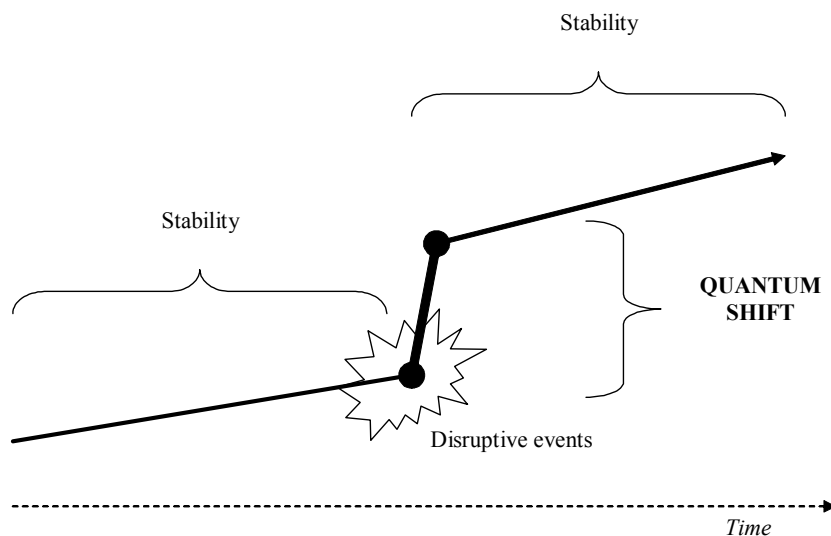 Stability
Stability
QUANTUM
SHIFT
Disruptive events
Time